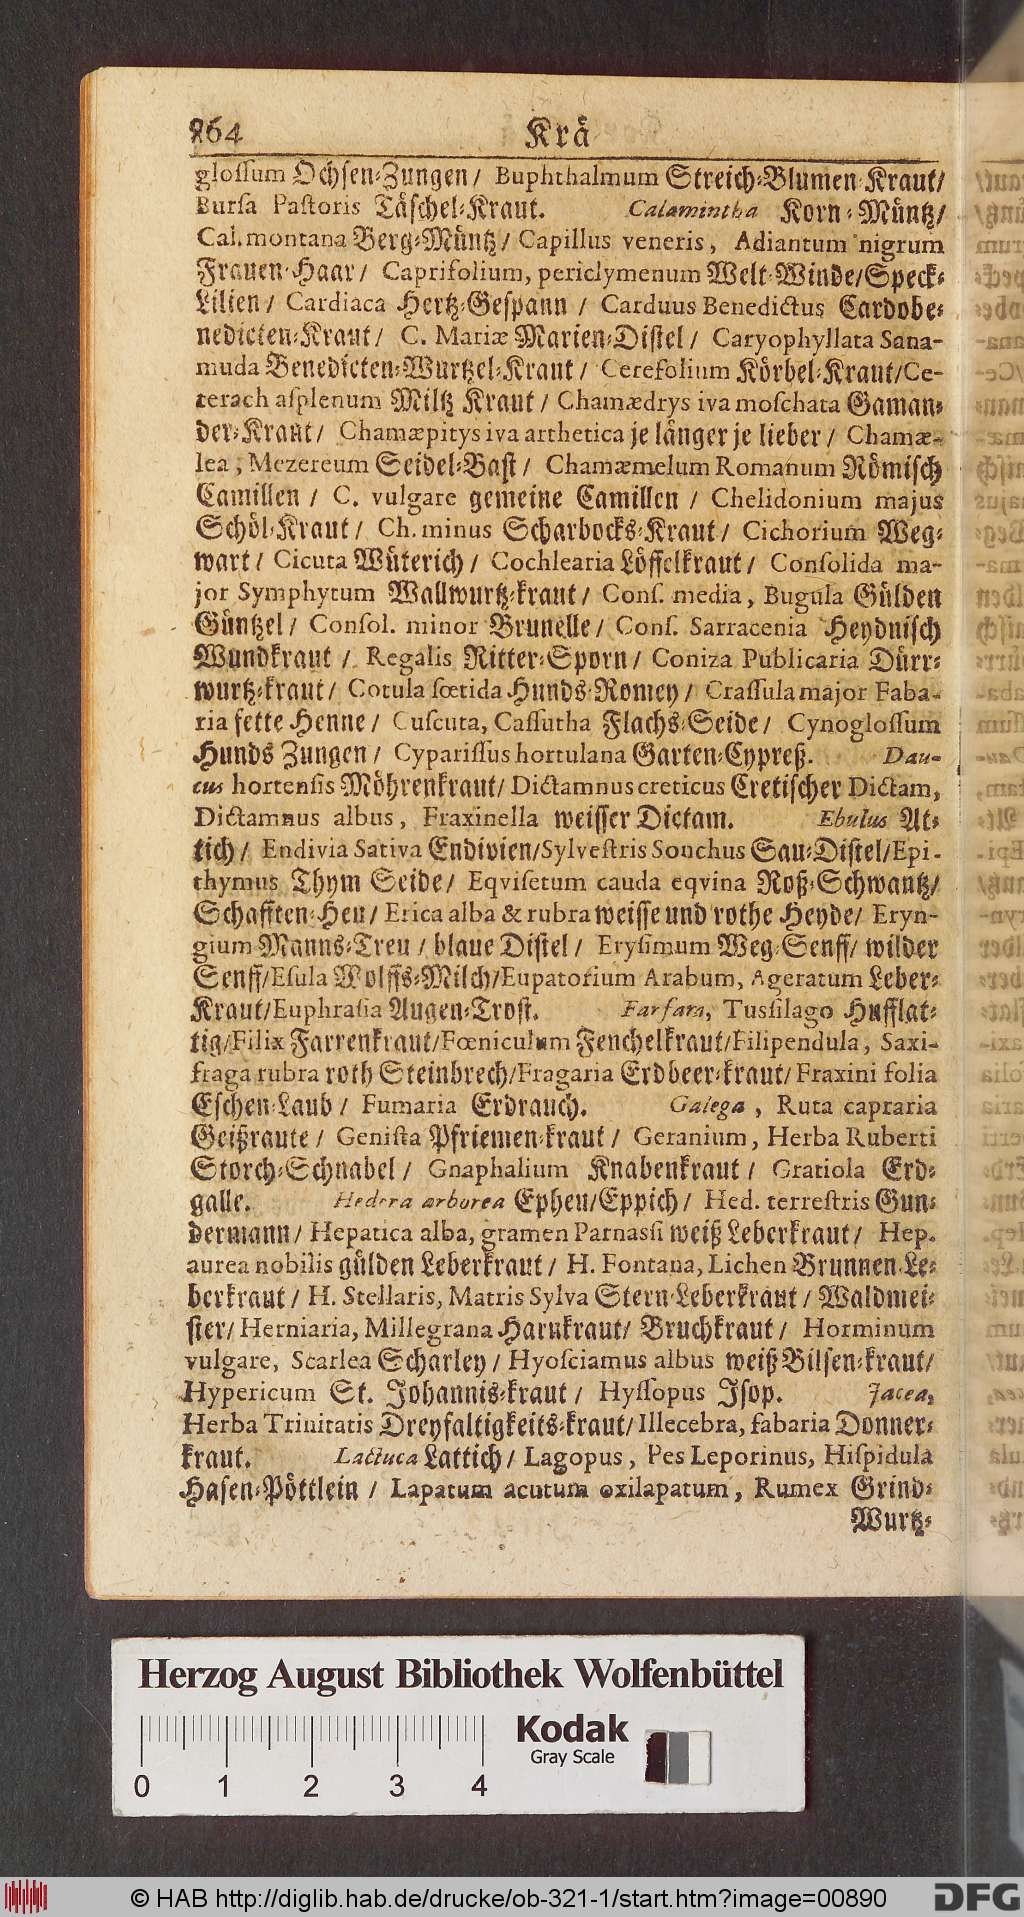 864 Krå
glossum Ochsen-Zungen / Buphthalmum Streich-Blumen-Kraut/
Bursa Pastoris Tåschel-Kraut. Calamintha Korn-Müntz/
Cal. montana Berg-Müntz / Capillus veneris, Adiantum nigrum
Frauen-Haar / Caprifolium, periclymenum Welt-Winde/Speck-
Lilien / Cardiaca Hertz-Gespann / Carduus Benedictus Cardobe-
nedicten-Kraut / C. Mariæ Marien-Distel / Caryophyllata Sana-
muda Benedicten-Wurtzel-Kraut / Cerefolium Körbel-Kraut/Ce-
terach asplenum Miltz Kraut / Chamædrys iva moschata Gaman-
der-Kraut / Chamæpitys iva arthetica je långer je lieber / Chamæ-
lea, Mezereum Seidel-Bast / Chamæmelum Romanum Römisch
Camillen / C. vulgare gemeine Camillen / Chelidonium majus
Schöl-Kraut / Ch. minus Scharbocks-Kraut / Cichorium Weg-
wart / Cicuta Wüterich / Cochlearia Löffelkraut / Consolida ma-
jor Symphytum Wallwurtz-kraut / Cons. media, Bugula Gülden
Güntzel / Consol. minor Brunelle / Cons. Sarracenia Heydnisch
Wundkraut / Regalis Ritter-Sporn / Coniza Publicaria Dürr-
wurtz-kraut / Cotula fœtida Hunds-Romey / Crassula major Faba-
ria fette Henne / Cuscuta, Cassutha Flachs-Seide / Cynoglossum
Hunds Zungen / Cyparissus hortulana Garten-Cypreß. Dau-
cus hortensis Möhrenkraut / Dictamnus creticus Cretischer Dictam,
Dictamnus albus, Fraxinella weisser Dictam. Ebulus At-
tich / Endivia Sativa Endivien/Sylvestris Sonchus Sau-Distel/Epi-
thymus Thym Seide / Eqvisetum cauda eqvina Roß-Schwantz/
Schafften-Heu / Erica alba & rubra weisse und rothe Heyde/ Eryn-
gium Manns-Treu / blaue Distel / Erysimum Weg-Senff/ wilder
Senff/Esula Wolffs-Milch/Eupatorium Arabum, Ageratum Leber-
Kraut/Euphrasia Augen-Trost. Farfara, Tussilago Hufflat-
tig/Filix Farrenkraut/Fœniculum Fenchelkraut/Filipendula, Saxi-
fraga rubra roth Steinbrech/Fragaria Erdbeer-kraut/ Fraxini folia
Eschen-Laub / Fumaria Erdrauch. Galega, Ruta capraria
Geißraute / Genista Pfriemen-kraut / Geranium, Herba Ruberti
Storch-Schnabel / Gnaphalium Knabenkraut / Gratiola Erd-
galle. Hedera arborea Epheu/Eppich / Hed. terrestris Gun-
dermann / Hepatica alba, gramen Parnassi weiß Leberkraut / Hep.
aurea nobilis gülden Leberkraut / H. Fontana, Lichen Brunnen-Le-
berkraut / H. Stellaris, Matris Sylva Stern-Leberkraut / Waldmei-
ster/ Herniaria, Millegrana Harnkraut/ Bruchkraut / Horminum
vulgare, Scarlea Scharley / Hyosciamus albus weiß Bilsen-kraut/
Hypericum St. Johannis-kraut / Hyssopus Isop. Jacea,
Herba Trinitatis Dreyfaltigkeits-kraut/ Illecebra, fabaria Donner-
kraut. Lactuca Lattich / Lagopus, Pes Leporinus, Hispidula
Hasen-Pöttlein / Lapatum acutum oxilapatum, Rumex Grind-
Wurtz-
Herzog August Bibliothek Wolfenbüttel
Kodak
Gray Scale
0 1 2 3 4
© HAB http://diglib.hab.de/drucke/ob-321-1/start.htm?image=00890
DFG